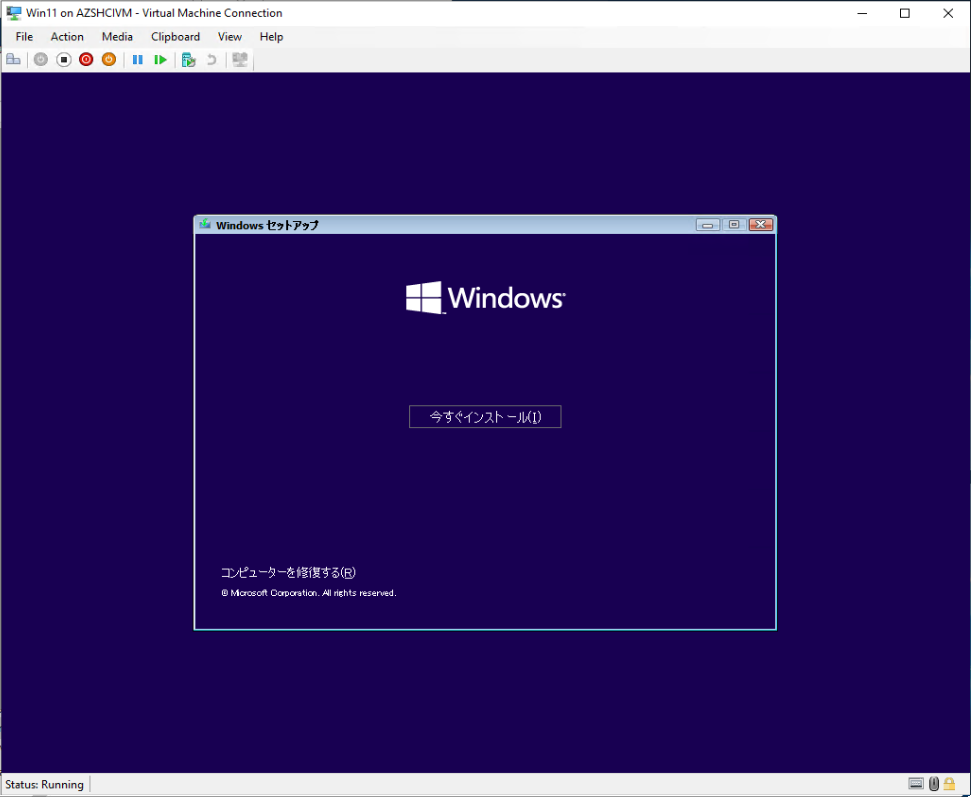 Win11 on AZSHCIVM - Virtual Machine Connection
File Action Media Clipboard View Help
Windows セットアップ
Windows
今すぐインストール(I)
コンピューターを修復する(R)
© Microsoft Corporation. All rights reserved.
Status: Running